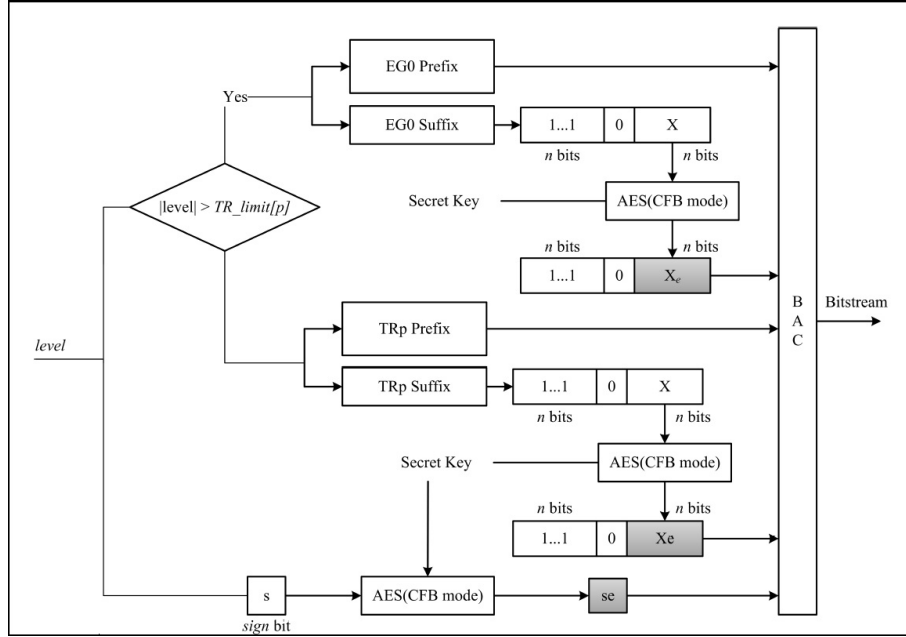 EG0 Prefix
Yes
EG0 Suffix
1...1 0 X
n bits n bits
|level| > TR_limit[p]
Secret Key
AES(CFB mode)
n bits n bits
1...1 0 Xe
TRp Prefix
B
A
C
Bitstream
level
TRp Suffix
1...1 0 X
n bits n bits
Secret Key
AES(CFB mode)
n bits n bits
1...1 0 Xe
s
AES(CFB mode)
se
sign bit